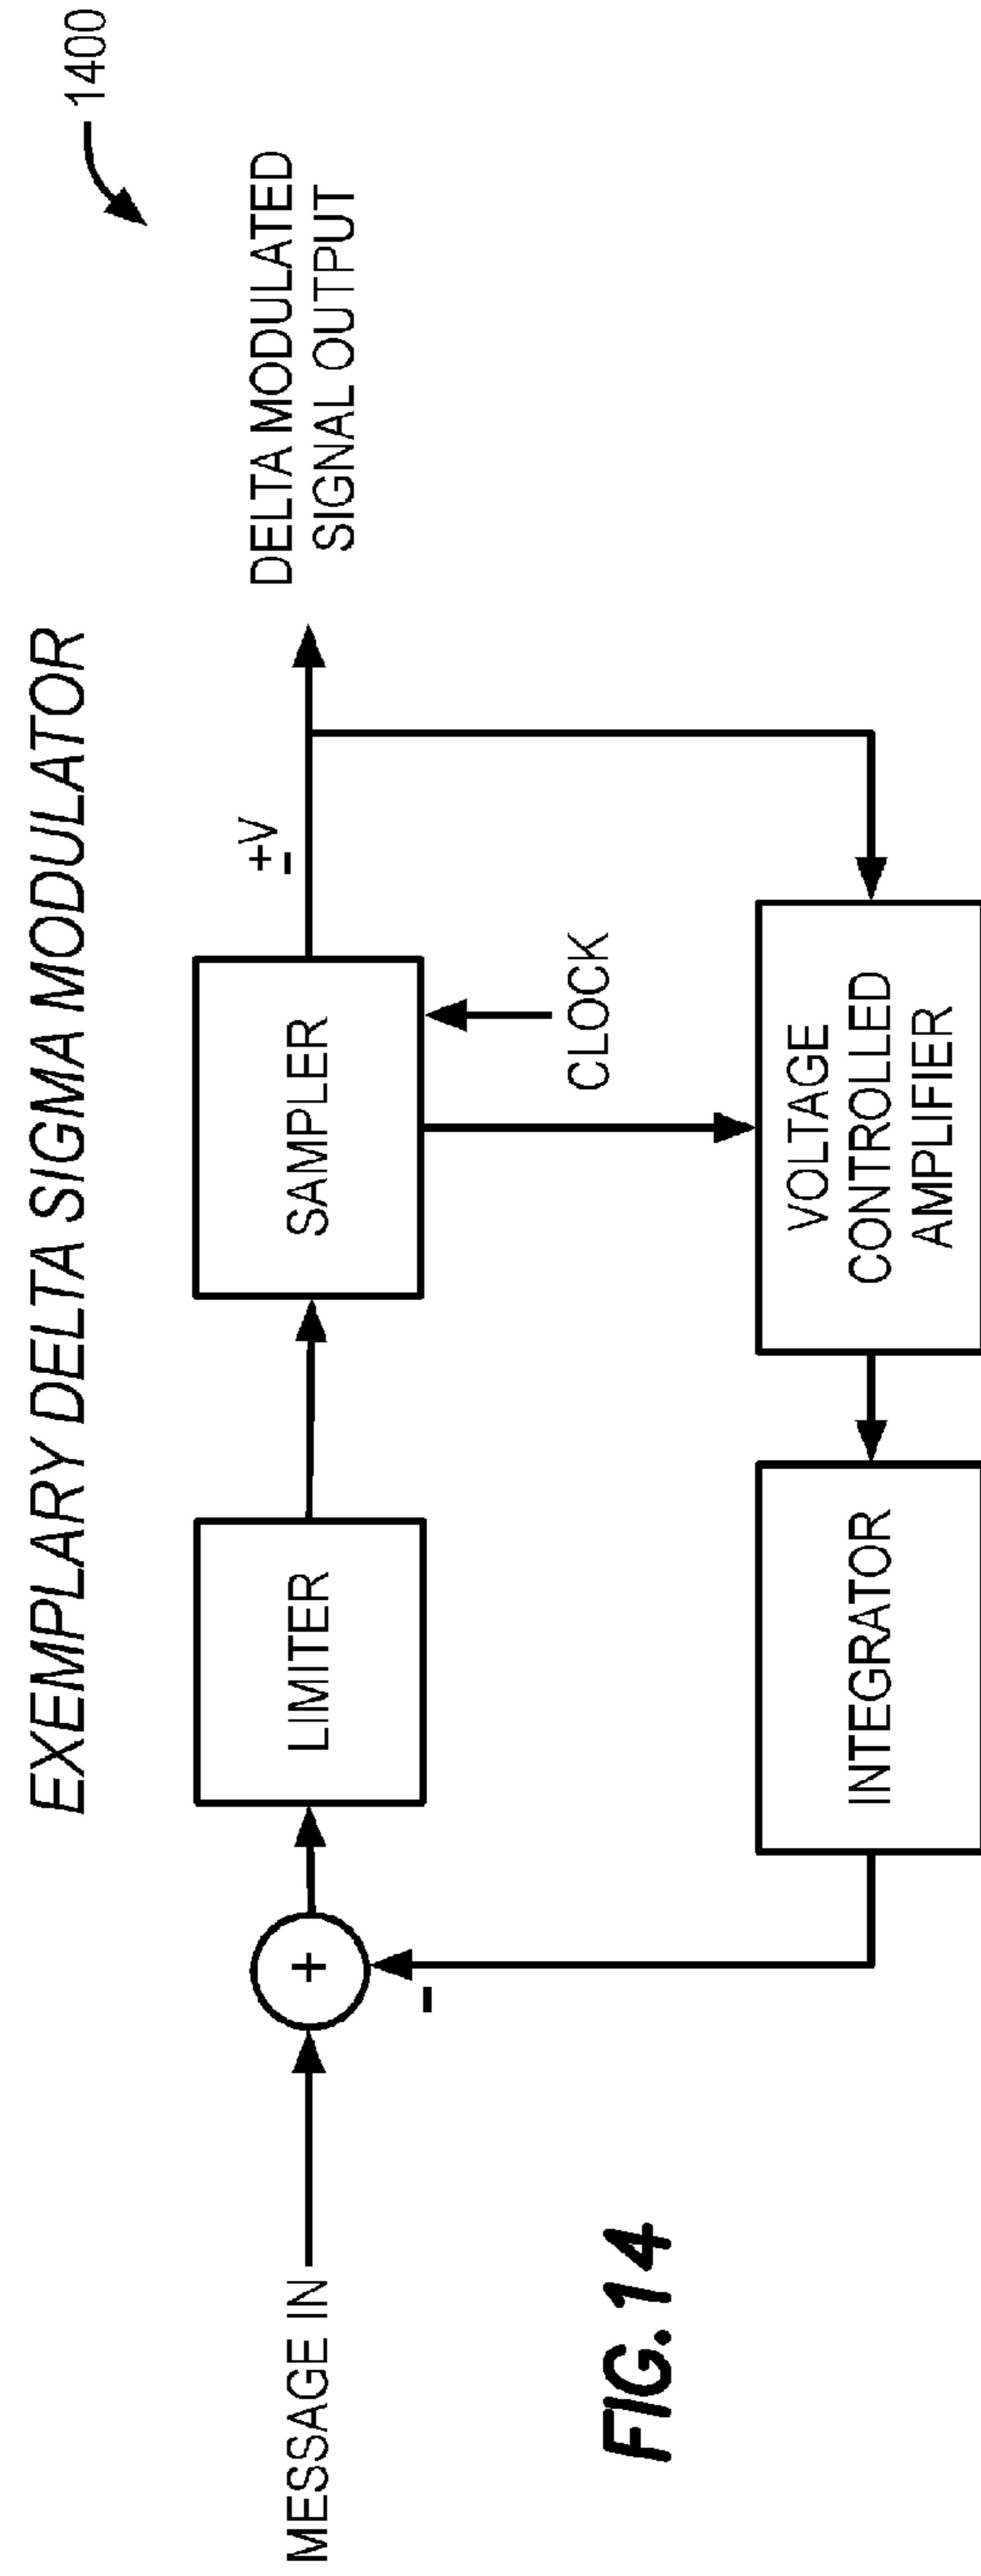 EXEMPLARY DELTA SIGMA MODULATOR
1400
MESSAGE IN
+
-
LIMITER
SAMPLER
±V
DELTA MODULATED
SIGNAL OUTPUT
CLOCK
INTEGRATOR
VOLTAGE
CONTROLLED
AMPLIFIER
FIG. 14